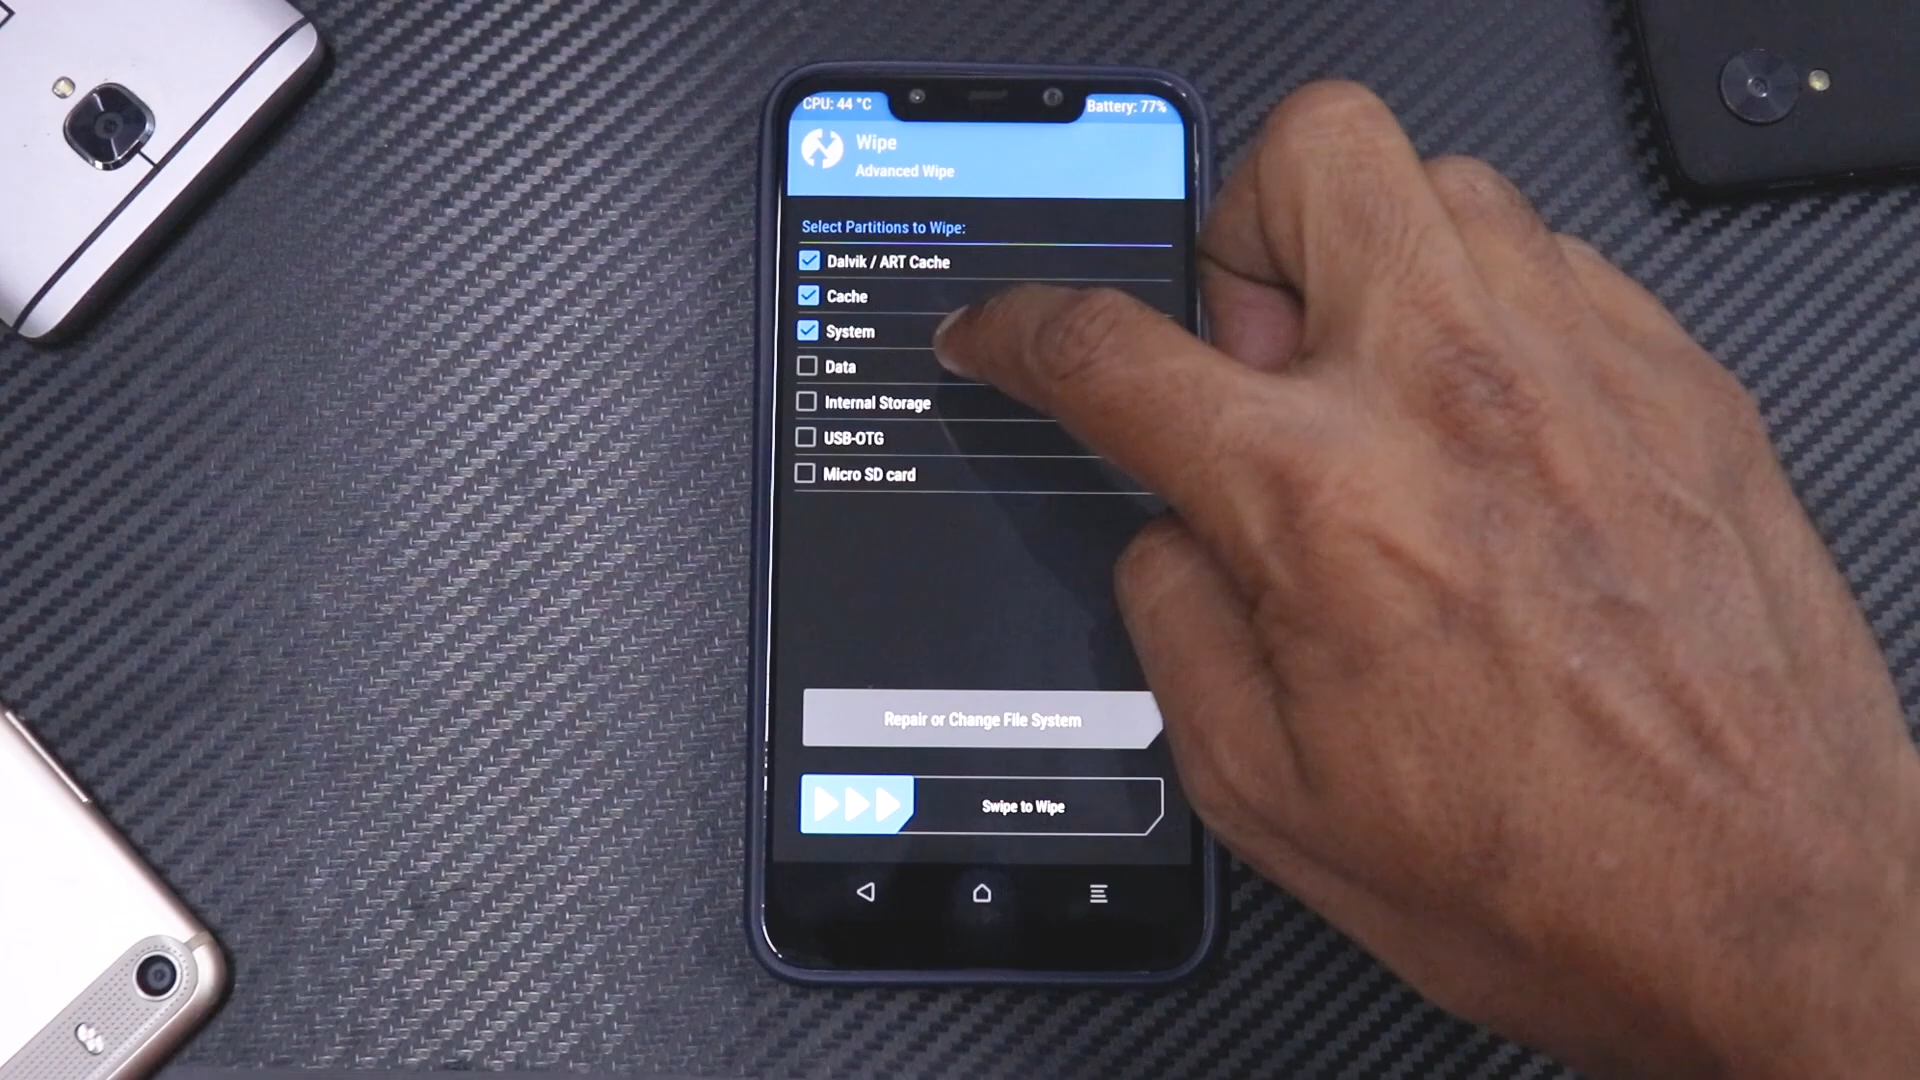 CPU: 44 °C
Battery: 77%
Wipe
Advanced Wipe
Select Partitions to Wipe:
Dalvik / ART Cache
Cache
System
Data
Internal Storage
USB-OTG
Micro SD card
Repair or Change File System
Swipe to Wipe